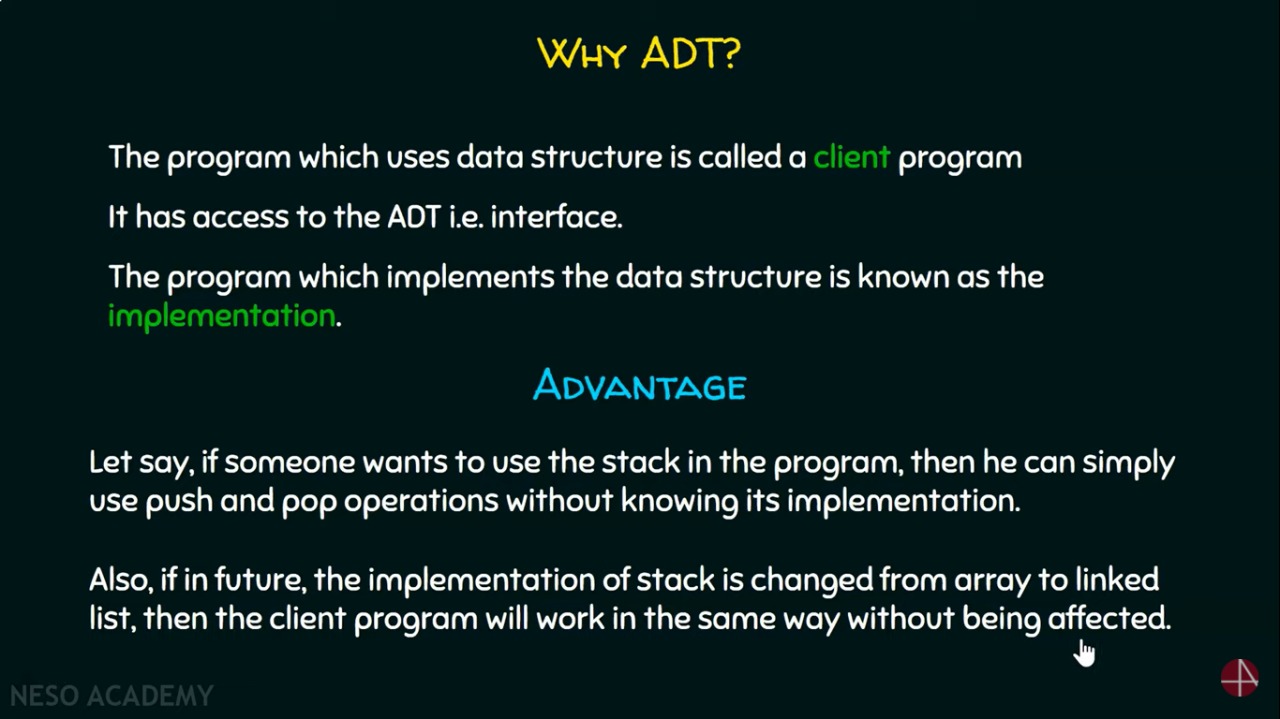 Why ADT?
The program which uses data structure is called a client program
It has access to the ADT i.e. interface.
The program which implements the data structure is known as the
implementation.
Advantage
Let say, if someone wants to use the stack in the program, then he can simply
use push and pop operations without knowing its implementation.
Also, if in future, the implementation of stack is changed from array to linked
list, then the client program will work in the same way without being affected.
NESO ACADEMY